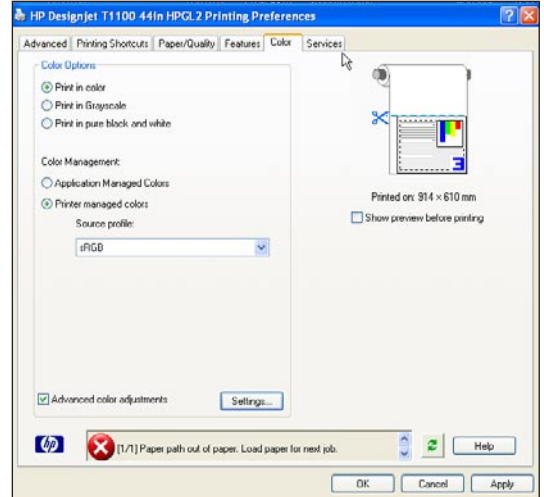 HP Designjet T1100 44in HPGL2 Printing Preferences
Advanced Printing Shortcuts Paper/Quality Features Color Services
Color Options
Print in color
Print in Grayscale
Print in pure black and white
Color Management:
Application Managed Colors
Printer managed colors
Source profile:
sRGB
3
Printed on: 914 × 610 mm
Show preview before printing
Advanced color adjustments
Settings...
hp
[1/1] Paper path out of paper. Load paper for next job.
Help
OK Cancel Apply